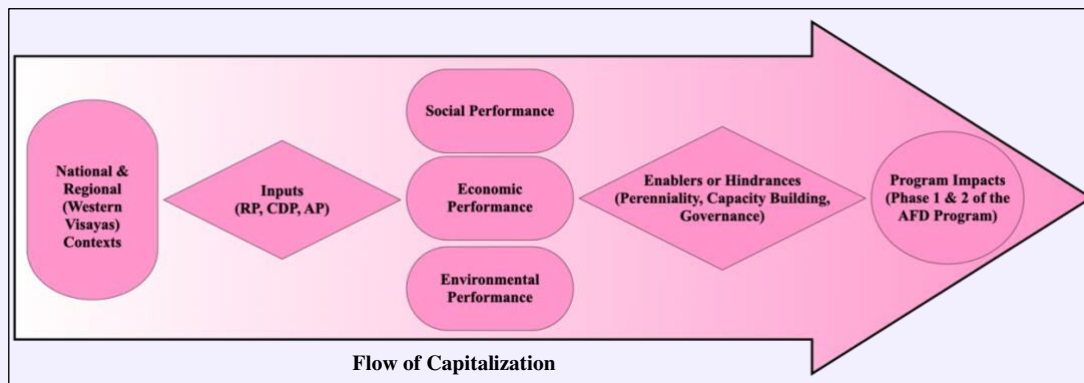 National &
Regional
(Western
Visayas)
Contexts
Inputs
(RP, CDP, AP)
Social Performance
Economic
Performance
Environmental
Performance
Enablers or Hindrances
(Perenniality, Capacity Building,
Governance)
Program Impacts
(Phase 1 & 2 of the
AFD Program)
Flow of Capitalization